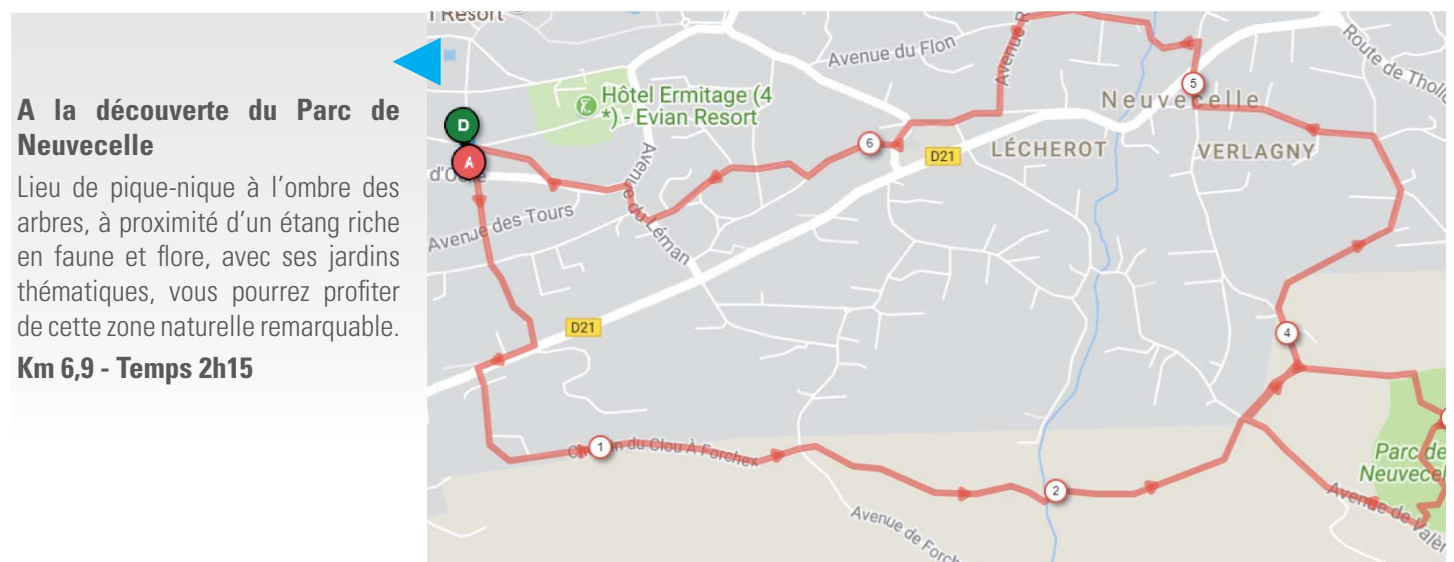 A la découverte du Parc de
Neuvecelle
Lieu de pique-nique à l'ombre des
arbres, à proximité d'un étang riche
en faune et flore, avec ses jardins
thématiques, vous pourrez profiter
de cette zone naturelle remarquable.
Km 6,9 - Temps 2h15
n Resort
Avenue du Flon
Avenue R
Route de Thollo
Hôtel Ermitage (4
*) - Evian Resort
D
A
5
Neuvecelle
6
D21
LÉCHEROT
VERLAGNY
Avenue des Tours
Avenue du Léman
D21
4
1
Chemin du Clou À Forchex
2
Parc de
Neuvecel
Avenue de Valèr
Avenue de Forch